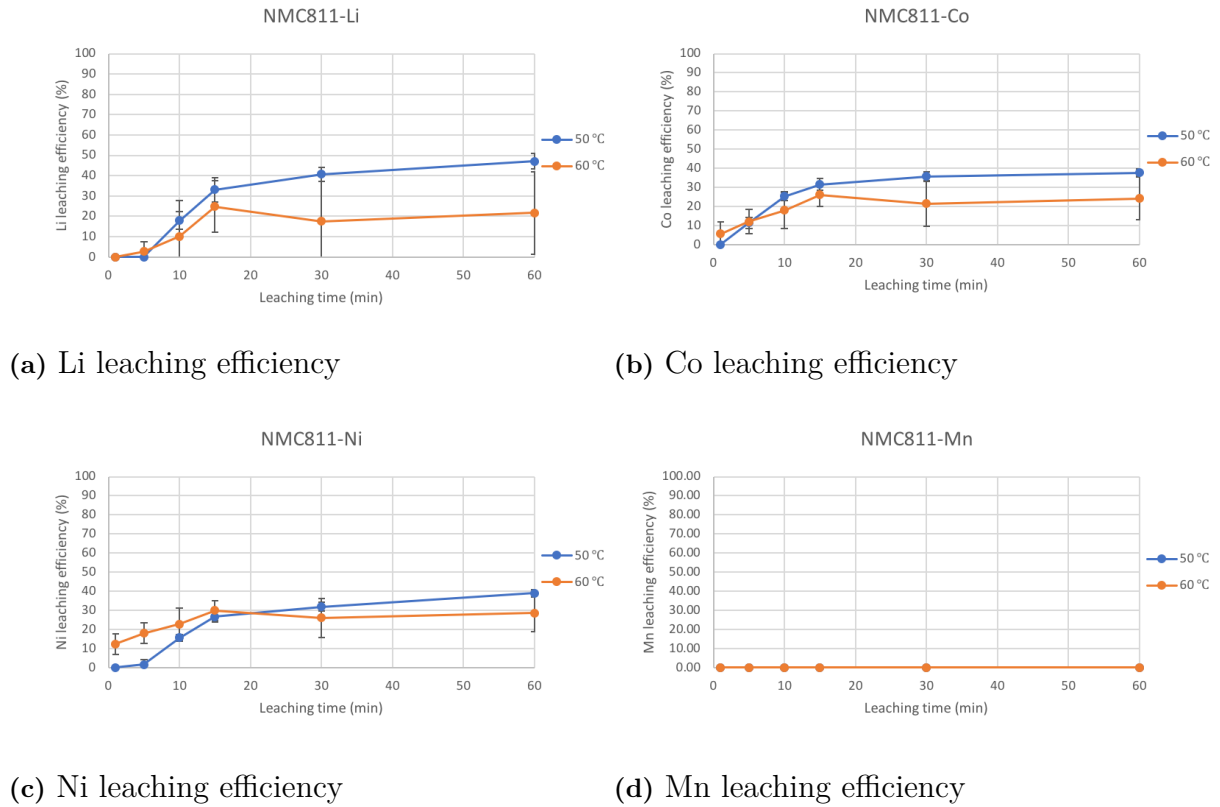 NMC811-Li
100
90
80
70
60
50
40
30
20
10
0
Li leaching efficiency (%)
0 10 20 30 40 50 60
Leaching time (min)
50 °C
60 °C
(a) Li leaching efficiency
NMC811-Co
100
90
80
70
60
50
40
30
20
10
0
Co leaching efficiency (%)
0 10 20 30 40 50 60
Leaching time (min)
50 °C
60 °C
(b) Co leaching efficiency
NMC811-Ni
100
90
80
70
60
50
40
30
20
10
0
Ni leaching efficiency (%)
0 10 20 30 40 50 60
Leaching time (min)
50 °C
60 °C
(c) Ni leaching efficiency
NMC811-Mn
100.00
90.00
80.00
70.00
60.00
50.00
40.00
30.00
20.00
10.00
0.00
Mn leaching efficiency (%)
0 10 20 30 40 50 60
Leaching time (min)
50 °C
60 °C
(d) Mn leaching efficiency